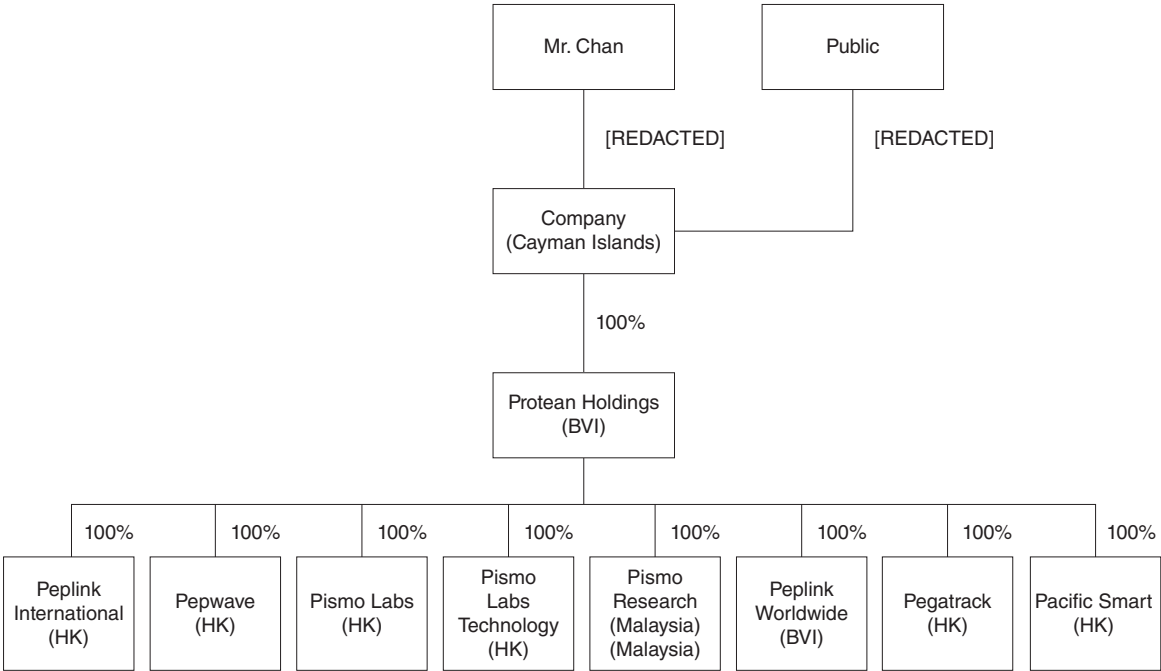 Mr. Chan
Public
[REDACTED]
[REDACTED]
Company
(Cayman Islands)
100%
Protean Holdings
(BVI)
100%
100%
100%
100%
100%
100%
100%
100%
Peplink
International
(HK)
Pepwave
(HK)
Pismo Labs
(HK)
Pismo
Labs
Technology
(HK)
Pismo
Research
(Malaysia)
(Malaysia)
Peplink
Worldwide
(BVI)
Pegatrack
(HK)
Pacific Smart
(HK)